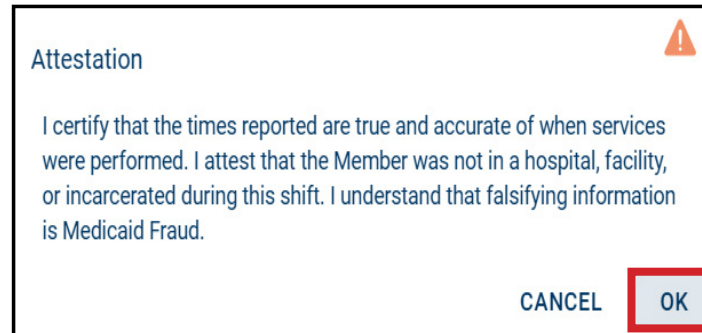 Attestation
I certify that the times reported are true and accurate of when services
were performed. I attest that the Member was not in a hospital, facility,
or incarcerated during this shift. I understand that falsifying information
is Medicaid Fraud.
CANCEL OK